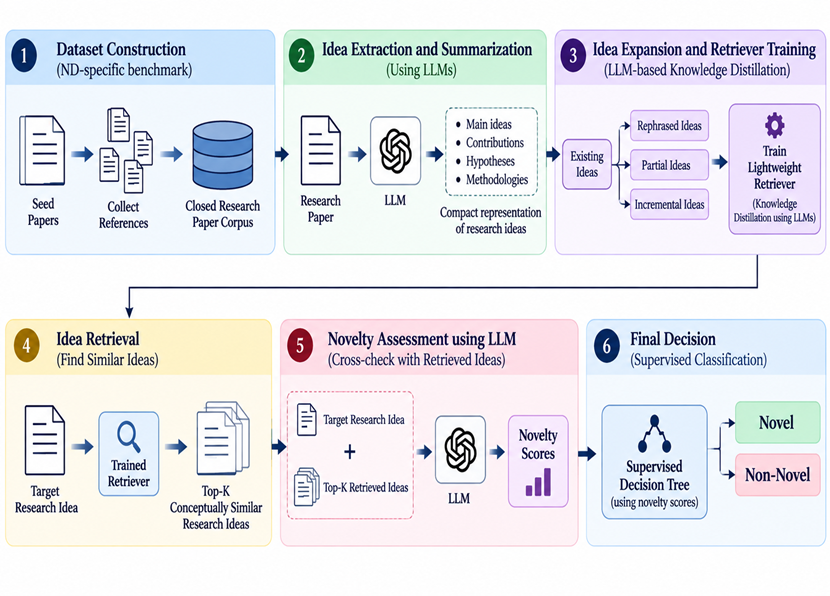 1
Dataset Construction
(ND-specific benchmark)
Seed
Papers
Collect
References
Closed Research
Paper Corpus
2
Idea Extraction and Summarization
(Using LLMs)
Research
Paper
LLM
• Main ideas
• Contributions
• Hypotheses
• Methodologies
Compact representation
of research ideas
3
Idea Expansion and Retriever Training
(LLM-based Knowledge Distillation)
Existing
Ideas
Rephrased Ideas
Partial Ideas
Incremental Ideas
Train
Lightweight
Retriever
(Knowledge
Distillation using LLMs)
4
Idea Retrieval
(Find Similar Ideas)
Target
Research Idea
Trained
Retriever
Top-K
Conceptually Similar
Research Ideas
5
Novelty Assessment using LLM
(Cross-check with Retrieved Ideas)
Target Research Idea
+
Top-K Retrieved Ideas
LLM
Novelty
Scores
6
Final Decision
(Supervised Classification)
Supervised
Decision Tree
(using novelty scores)
Novel
Non-Novel